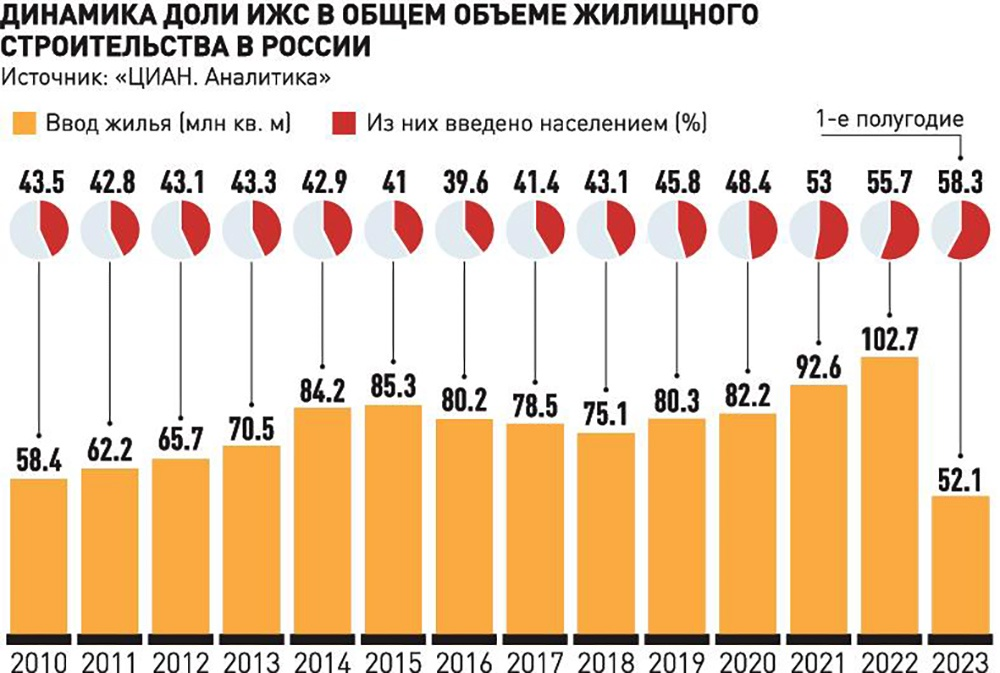 ДИНАМИКА ДОЛИ ИЖС В ОБЩЕМ ОБЪЕМЕ ЖИЛИЩНОГО
СТРОИТЕЛЬСТВА В РОССИИ
Источник: «ЦИАН. Аналитика»
Ввод жилья (млн кв. м) Из них введено населением (%)
1-е полугодие
43.5 42.8 43.1 43.3 42.9 41 39.6 41.4 43.1 45.8 48.4 53 55.7 58.3
58.4 62.2 65.7 70.5 84.2 85.3 80.2 78.5 75.1 80.3 82.2 92.6 102.7 52.1
2010 2011 2012 2013 2014 2015 2016 2017 2018 2019 2020 2021 2022 2023